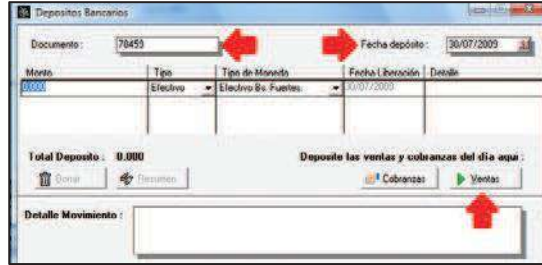 Depositos Bancarios
Documento : 78459 Fecha depósito : 30/07/2009
Monto Tipo Tipo de Moneda Fecha Liberación Detalle
0.000 Efectivo Efectivo Bs. Fuertes. 30/07/2009
Total Deposito : 0.000 Deposite las ventas y cobranzas del día aqui :
Borrar Resumen Cobranzas Ventas
Detalle Movimiento :